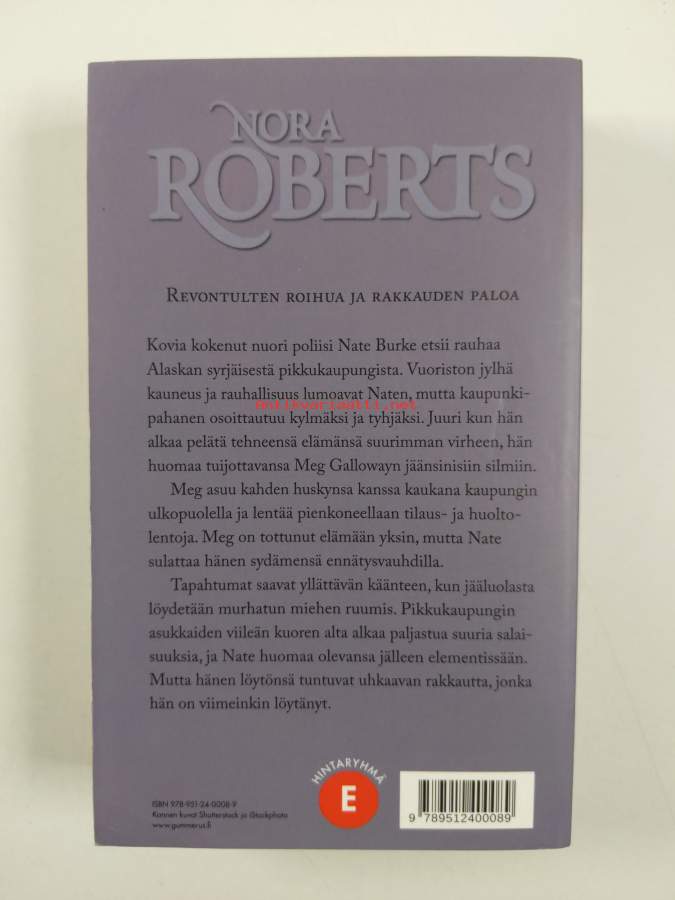 NORA
ROBERTS
REVONTULTEN ROIHUA JA RAKKAUDEN PALOA
Kovia kokenut nuori poliisi Nate Burke etsii rauhaa
Alaskan syrjäisestä pikkukaupungista. Vuoriston jylhä
kauneus ja rauhallisuus lumoavat Naten, mutta kaupunki-
antikvariaatti.net
pahanen osoittautuu kylmäksi ja tyhjäksi. Juuri kun hän
alkaa pelätä tehneensä elämänsä suurimman virheen, hän
huomaa tuijottavansa Meg Gallowayn jäänsinisiin silmiin.
Meg asuu kahden huskynsa kanssa kaukana kaupungin
ulkopuolella ja lentää pienkoneellaan tilaus- ja huolto-
lentoja. Meg on tottunut elämään yksin, mutta Nate
sulattaa hänen sydämensä ennätysvauhdilla.
Tapahtumat saavat yllättävän käänteen, kun jääluolasta
löydetään murhatun miehen ruumis. Pikkukaupungin
asukkaiden viileän kuoren alta alkaa paljastua suuria salai-
suuksia, ja Nate huomaa olevansa jälleen elementissään.
Mutta hänen löytönsä tuntuvat uhkaavan rakkautta, jonka
hän on viimeinkin löytänyt.
HINTARYHMÄ
E
ISBN 978-951-24-0008-9
Kannen kuvat Shutterstock ja iStockphoto
www.gummerus.fi
9 789512 400089